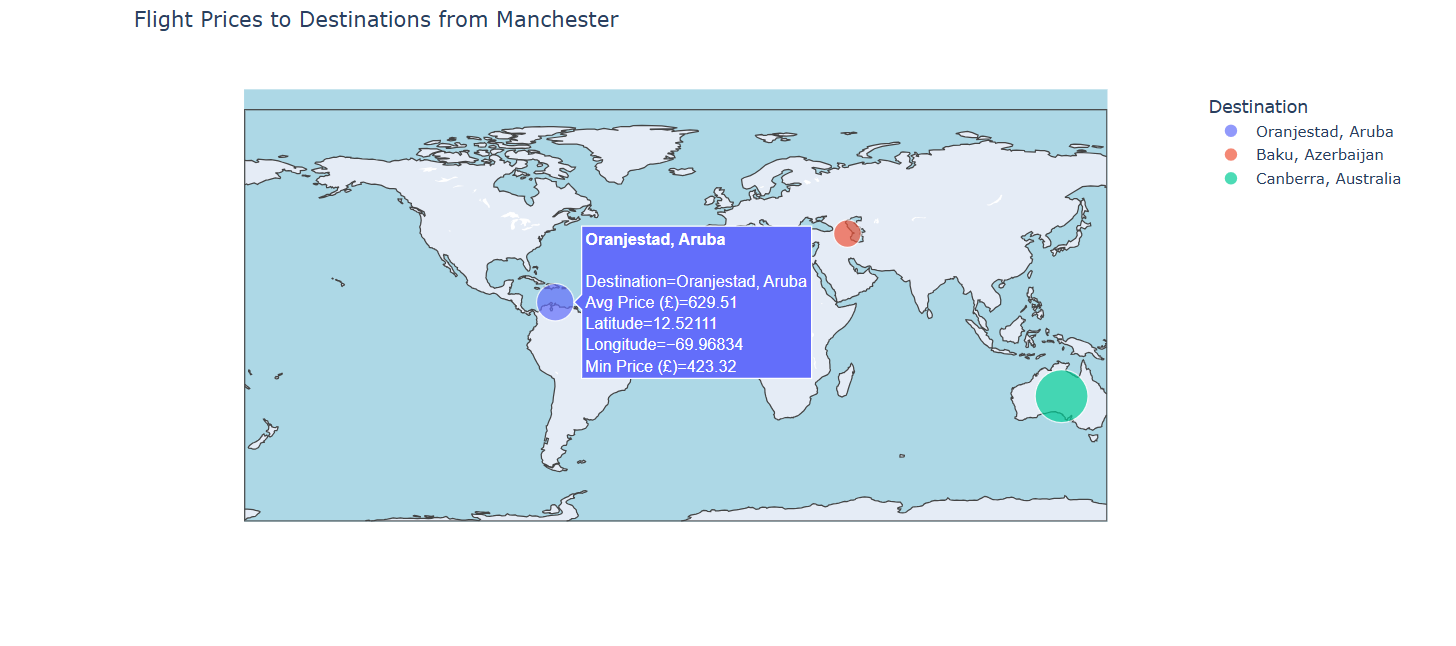 Flight Prices to Destinations from Manchester
Destination
Oranjestad, Aruba
Baku, Azerbaijan
Canberra, Australia
Oranjestad, Aruba
Destination=Oranjestad, Aruba
Avg Price (£)=629.51
Latitude=12.52111
Longitude=−69.96834
Min Price (£)=423.32